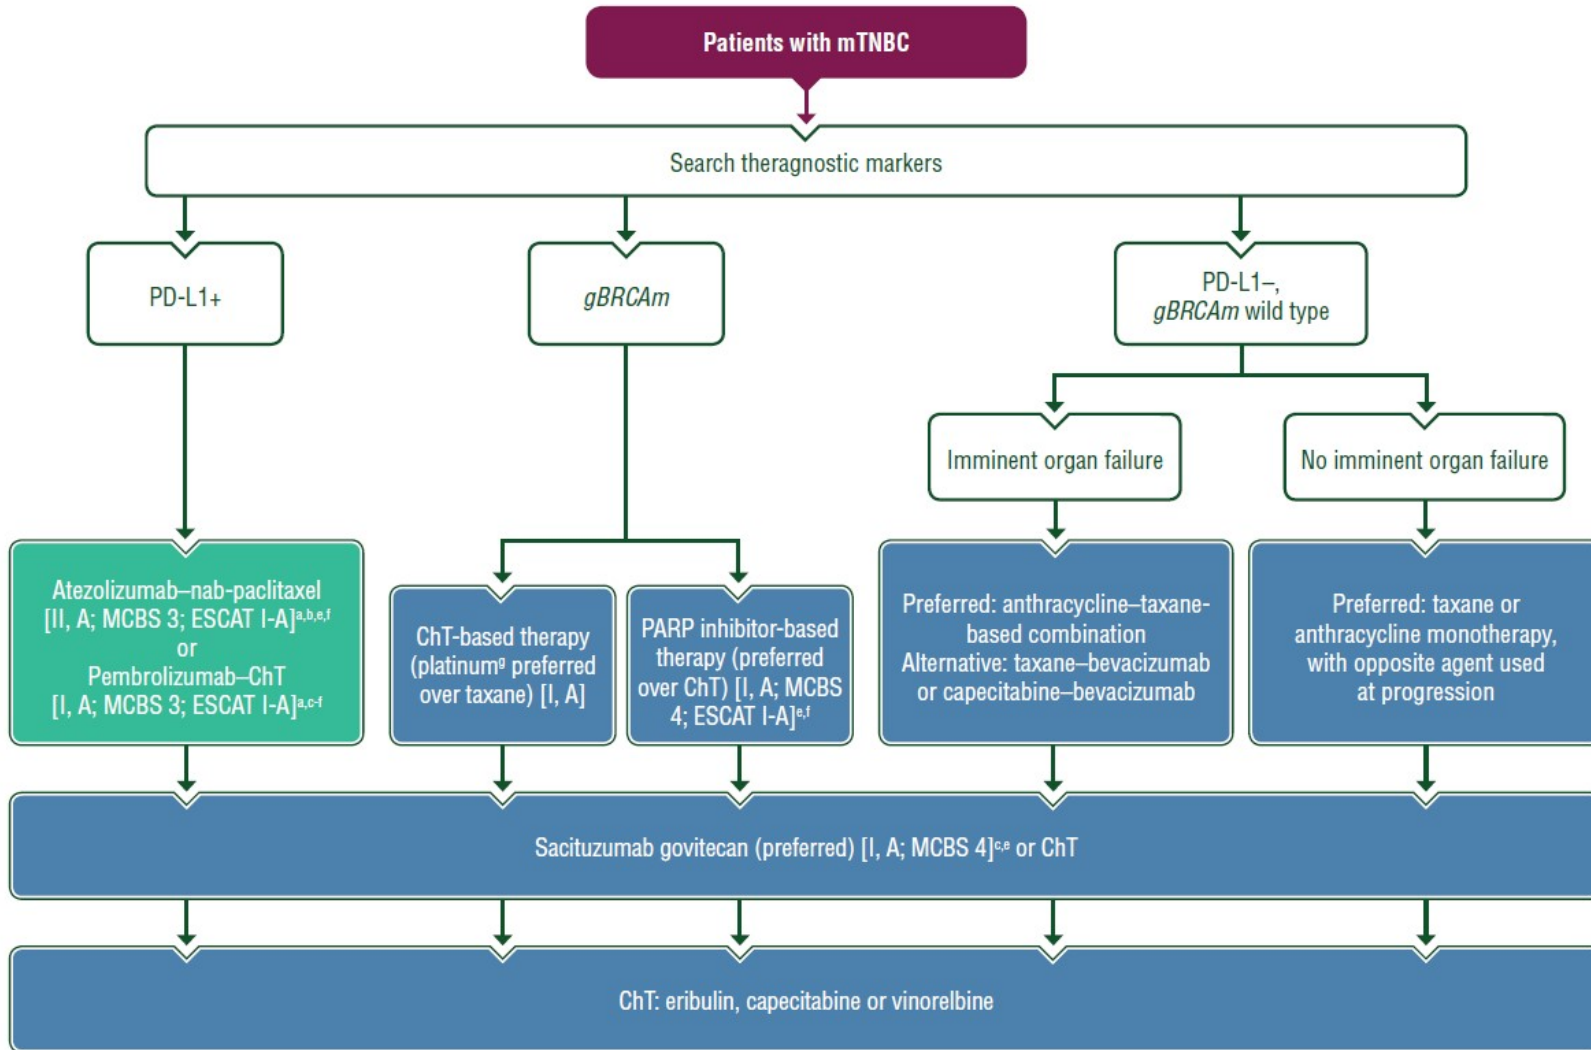 Patients with mTNBC
Search theragnostic markers
PD-L1+
gBRCAm
PD-L1–,
gBRCAm wild type
Imminent organ failure
No imminent organ failure
Atezolizumab–nab-paclitaxel
[II, A; MCBS 3; ESCAT I-A]a,b,e,f
or
Pembrolizumab–ChT
[I, A; MCBS 3; ESCAT I-A]a,c-f
ChT-based therapy
(platinumg preferred
over taxane) [I, A]
PARP inhibitor-based
therapy (preferred
over ChT) [I, A; MCBS
4; ESCAT I-A]e,f
Preferred: anthracycline–taxane-
based combination
Alternative: taxane–bevacizumab
or capecitabine–bevacizumab
Preferred: taxane or
anthracycline monotherapy,
with opposite agent used
at progression
Sacituzumab govitecan (preferred) [I, A; MCBS 4]c,e or ChT
ChT: eribulin, capecitabine or vinorelbine